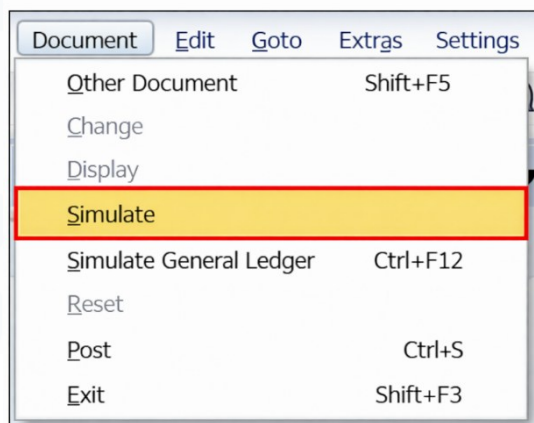 Document Edit Goto Extras Settings
Other Document Shift+F5
Change
Display
Simulate
Simulate General Ledger Ctrl+F12
Reset
Post Ctrl+S
Exit Shift+F3